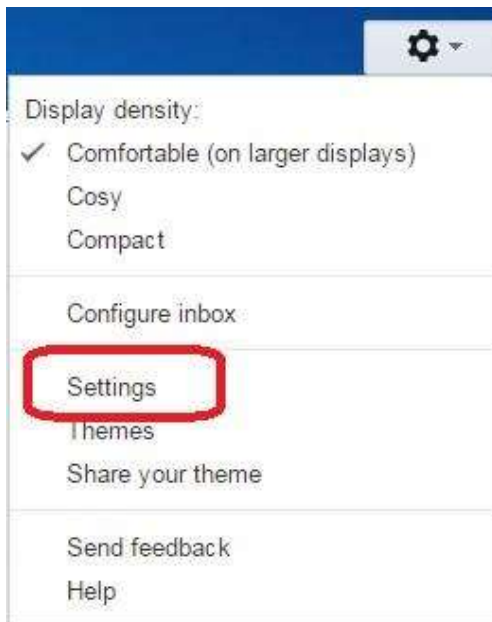 Display density:
Comfortable (on larger displays)
Cosy
Compact
Configure inbox
Settings
Themes
Share your theme
Send feedback
Help